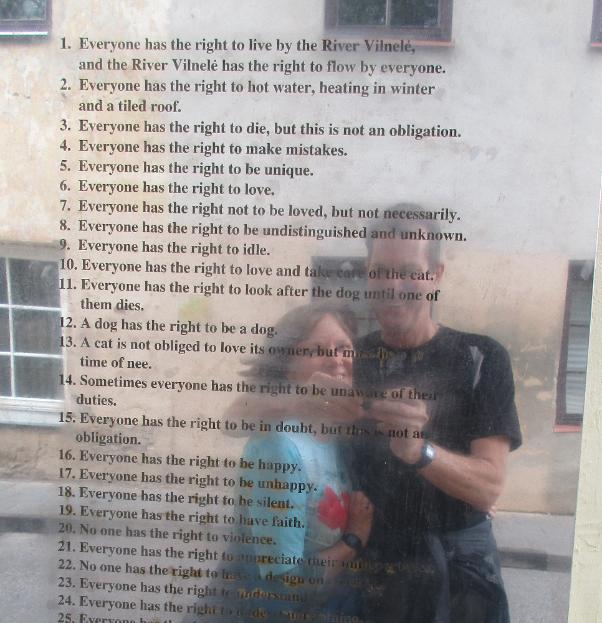 1. Everyone has the right to live by the River Vilnelė,
and the River Vilnelė has the right to flow by everyone.
2. Everyone has the right to hot water, heating in winter
and a tiled roof.
3. Everyone has the right to die, but this is not an obligation.
4. Everyone has the right to make mistakes.
5. Everyone has the right to be unique.
6. Everyone has the right to love.
7. Everyone has the right not to be loved, but not necessarily.
8. Everyone has the right to be undistinguished and unknown.
9. Everyone has the right to idle.
10. Everyone has the right to love and take care of the cat.
11. Everyone has the right to look after the dog until one of
them dies.
12. A dog has the right to be a dog.
13. A cat is not obliged to love its owner, but
time of nee.
14. Sometimes everyone has the right to be unaware of their
duties.
15. Everyone has the right to be in doubt, but this is not an
obligation.
16. Everyone has the right to be happy.
17. Everyone has the right to be unhappy.
18. Everyone has the right to be silent.
19. Everyone has the right to have faith.
20. No one has the right to violence.
21. Everyone has the right to appreciate their
22. No one has the right to have a design on
23. Everyone has the right to understand
24. Everyone has the right to
25. Everyone has